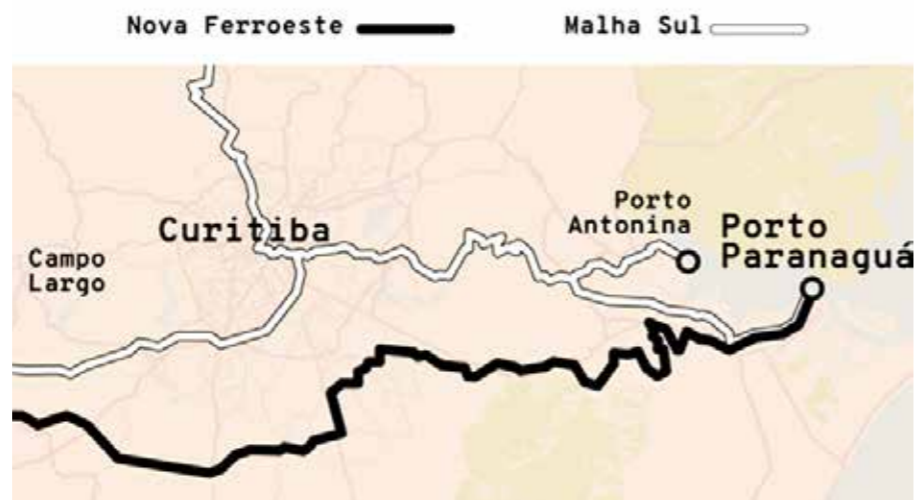 Nova Ferroeste
Malha Sul
Porto
Antonina
Porto
Paranaguá
Curitiba
Campo
Largo